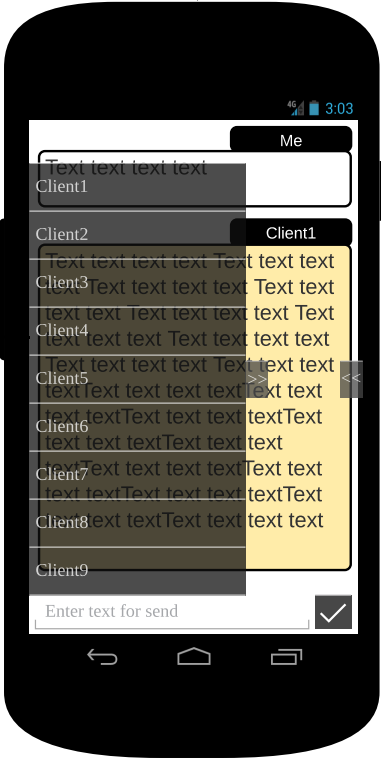 4G 3:03
Me
Text text text text
Client1
Client1
Client2
Client3
Client4
Client5
Client6
Client7
Client8
Client9
Text text text text Text text text
text Text text text text Text text
text text Text text text text Text
text text text Text text text text
Text text text text Text text text
textText text text text Text text
text textText text text textText
text text textText text text
textText text text textText text
text textText text text textText
text text textText text text text
>>
<<
Enter text for send